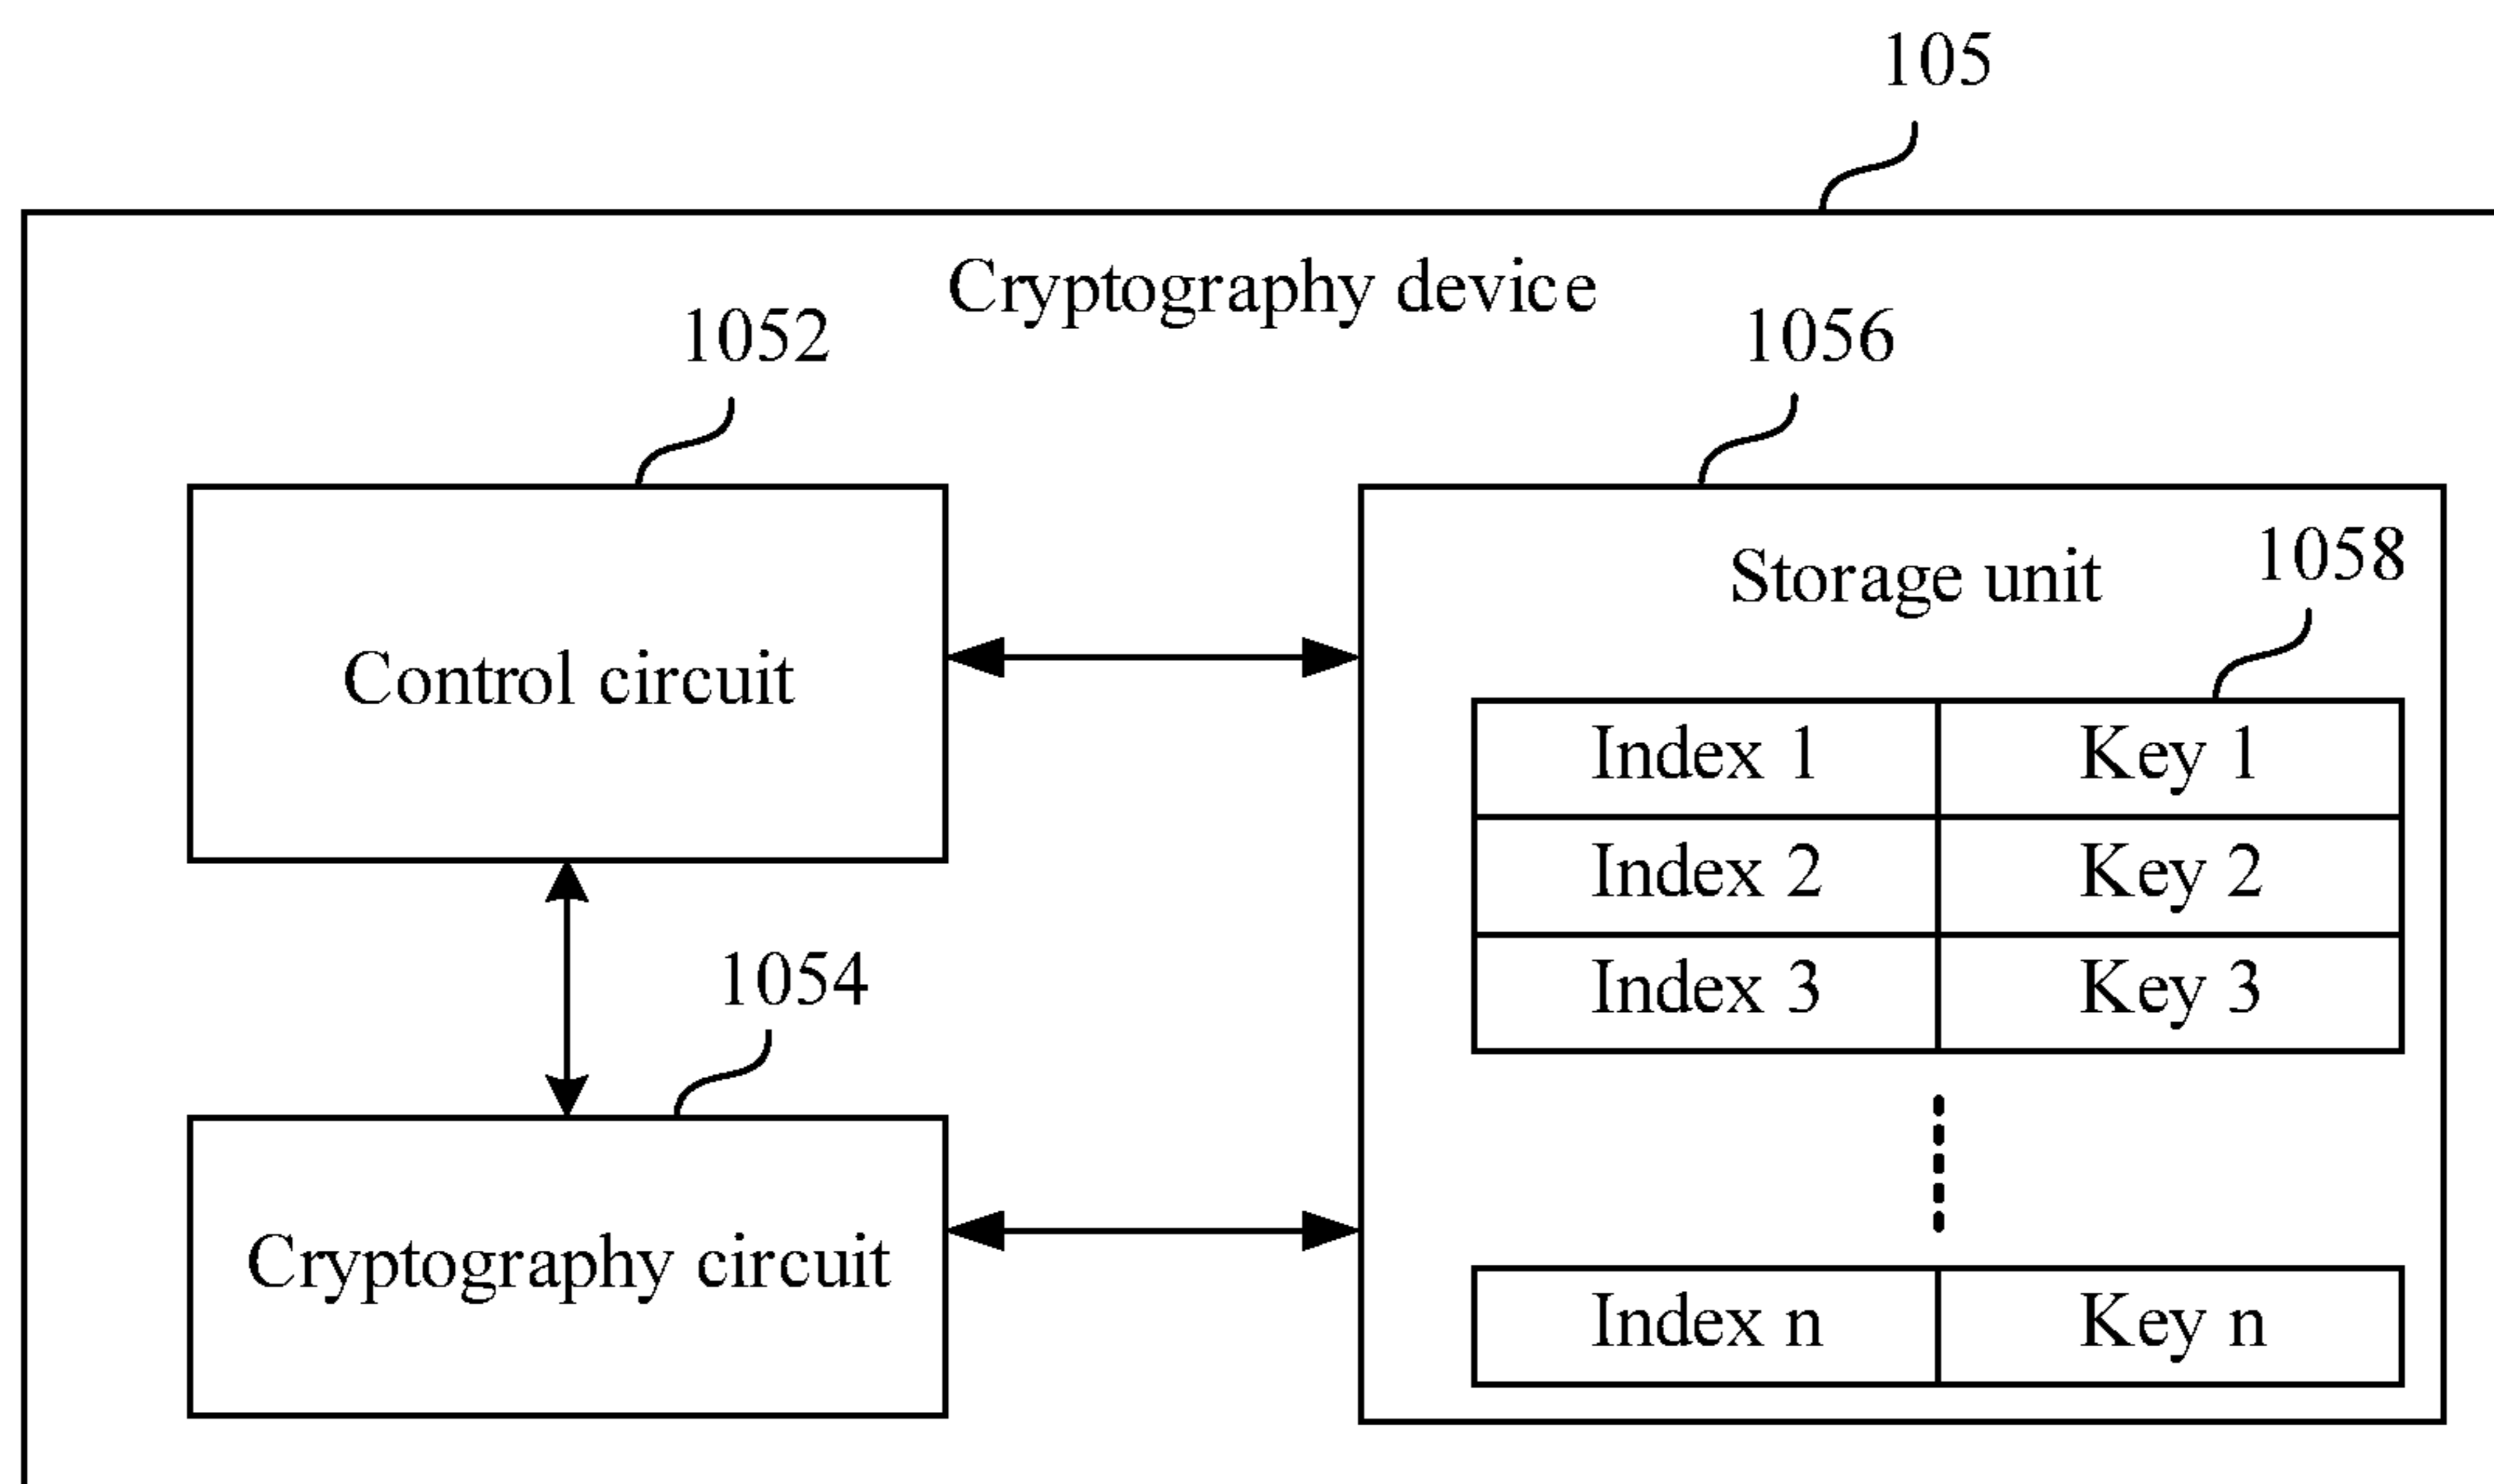 105
Cryptography device
1052
1056
1058
Storage unit
Control circuit
Index 1 Key 1
Index 2 Key 2
Index 3 Key 3
1054
Cryptography circuit
Index n Key n